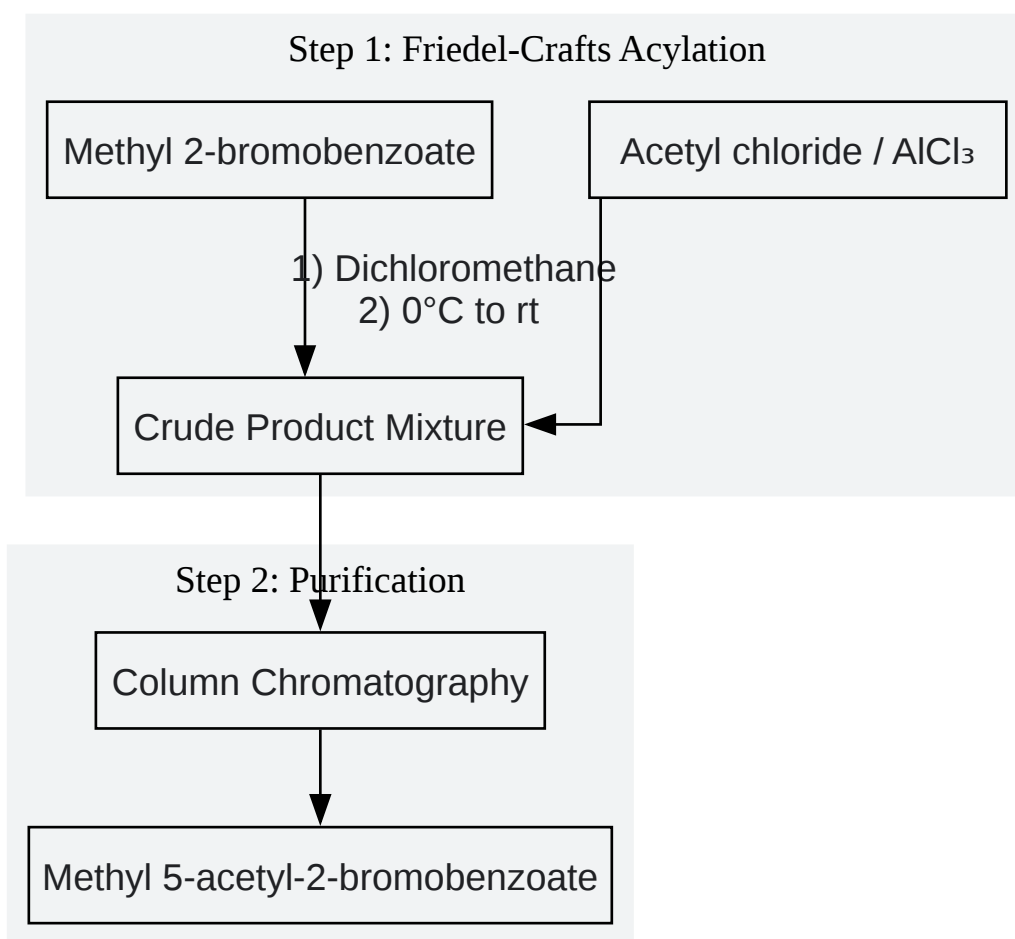 Step 1: Friedel-Crafts Acylation
Methyl 2-bromobenzoate
Acetyl chloride / AlCl₃
1) Dichloromethane
2) 0°C to rt
Crude Product Mixture
Step 2: Purification
Column Chromatography
Methyl 5-acetyl-2-bromobenzoate